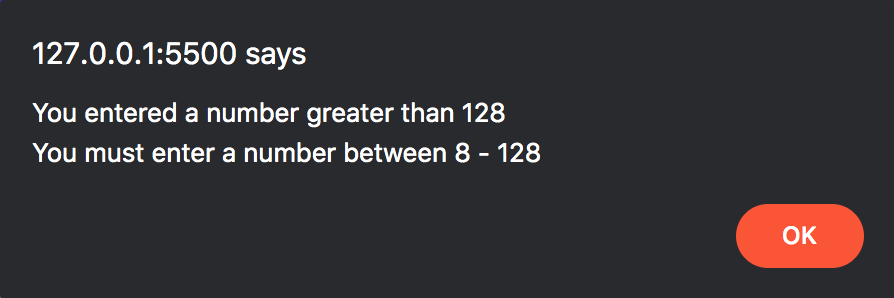 127.0.0.1:5500 says
You entered a number greater than 128
You must enter a number between 8 - 128
OK